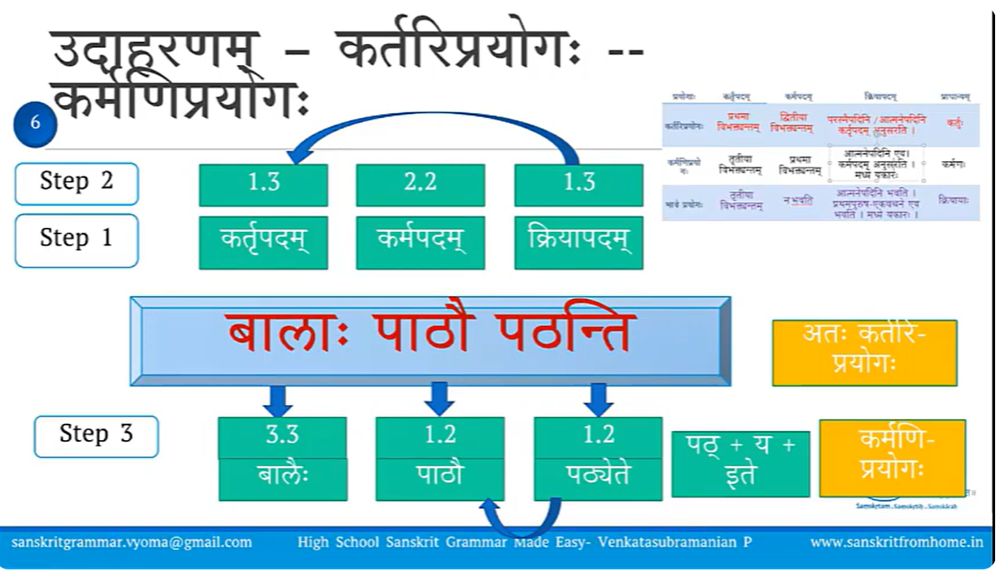 उदाहरणम् – कर्तरिप्रयोगः --
कर्मणिप्रयोगः
6
प्रयोगाः कर्तृपदम् कर्मपदम् क्रियापदम् प्राधान्यम्
कर्तरिप्रयोगः प्रथमा विभक्त्यन्तम् द्वितीया विभक्त्यन्तम् परस्मैपदिनि / आत्मनेपदिनि कर्तृपदम् अनुसरति । कर्तुः
कर्मणिप्रयोगः तृतीया विभक्त्यन्तम् प्रथमा विभक्त्यन्तम् आत्मनेपदिनि एव। कर्मपदम् अनुसरति । मध्ये यकारः कर्मणः
भावे प्रयोगः तृतीया विभक्त्यन्तम् न भवति आत्मनेपदिनि भवति । प्रथमपुरुष-एकवचने एव भवति । मध्ये यकारः । क्रियायाः
Step 2 1.3 2.2 1.3
Step 1 कर्तृपदम् कर्मपदम् क्रियापदम्
बालाः पाठौ पठन्ति
अतः कर्तरि-
प्रयोगः
Step 3 3.3 1.2 1.2
बालैः पाठौ पठ्येते
पठ् + य +
इते
कर्मणि-
प्रयोगः
Samskrtam . Samskrtih . Samskarah
sanskritgrammar.vyoma@gmail.com High School Sanskrit Grammar Made Easy- Venkatasubramanian P www.sanskritfromhome.in